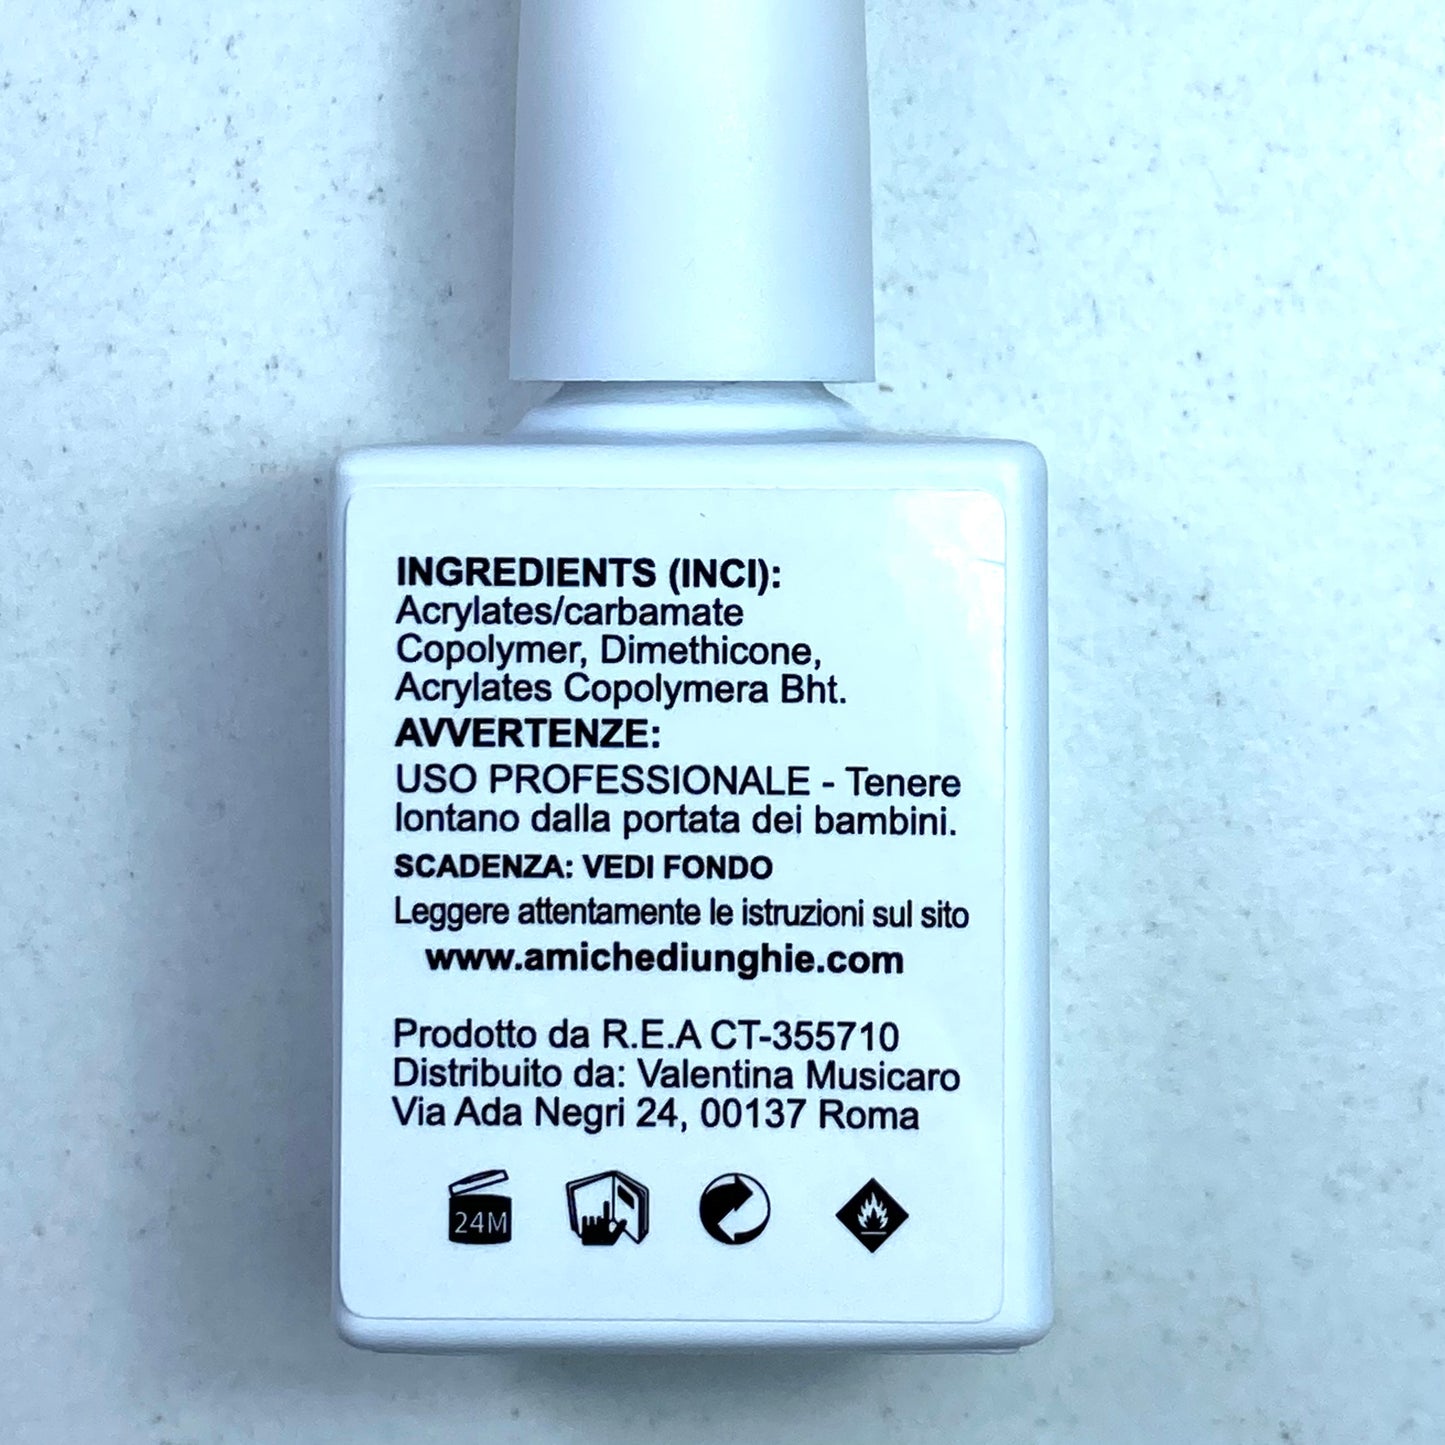 INGREDIENTS (INCI):
Acrylates/carbamate
Copolymer, Dimethicone,
Acrylates Copolymera Bht.
AVVERTENZE:
USO PROFESSIONALE - Tenere
lontano dalla portata dei bambini.
SCADENZA: VEDI FONDO
Leggere attentamente le istruzioni sul sito
www.amichediunghie.com
Prodotto da R.E.A CT-355710
Distribuito da: Valentina Musicaro
Via Ada Negri 24, 00137 Roma
24M